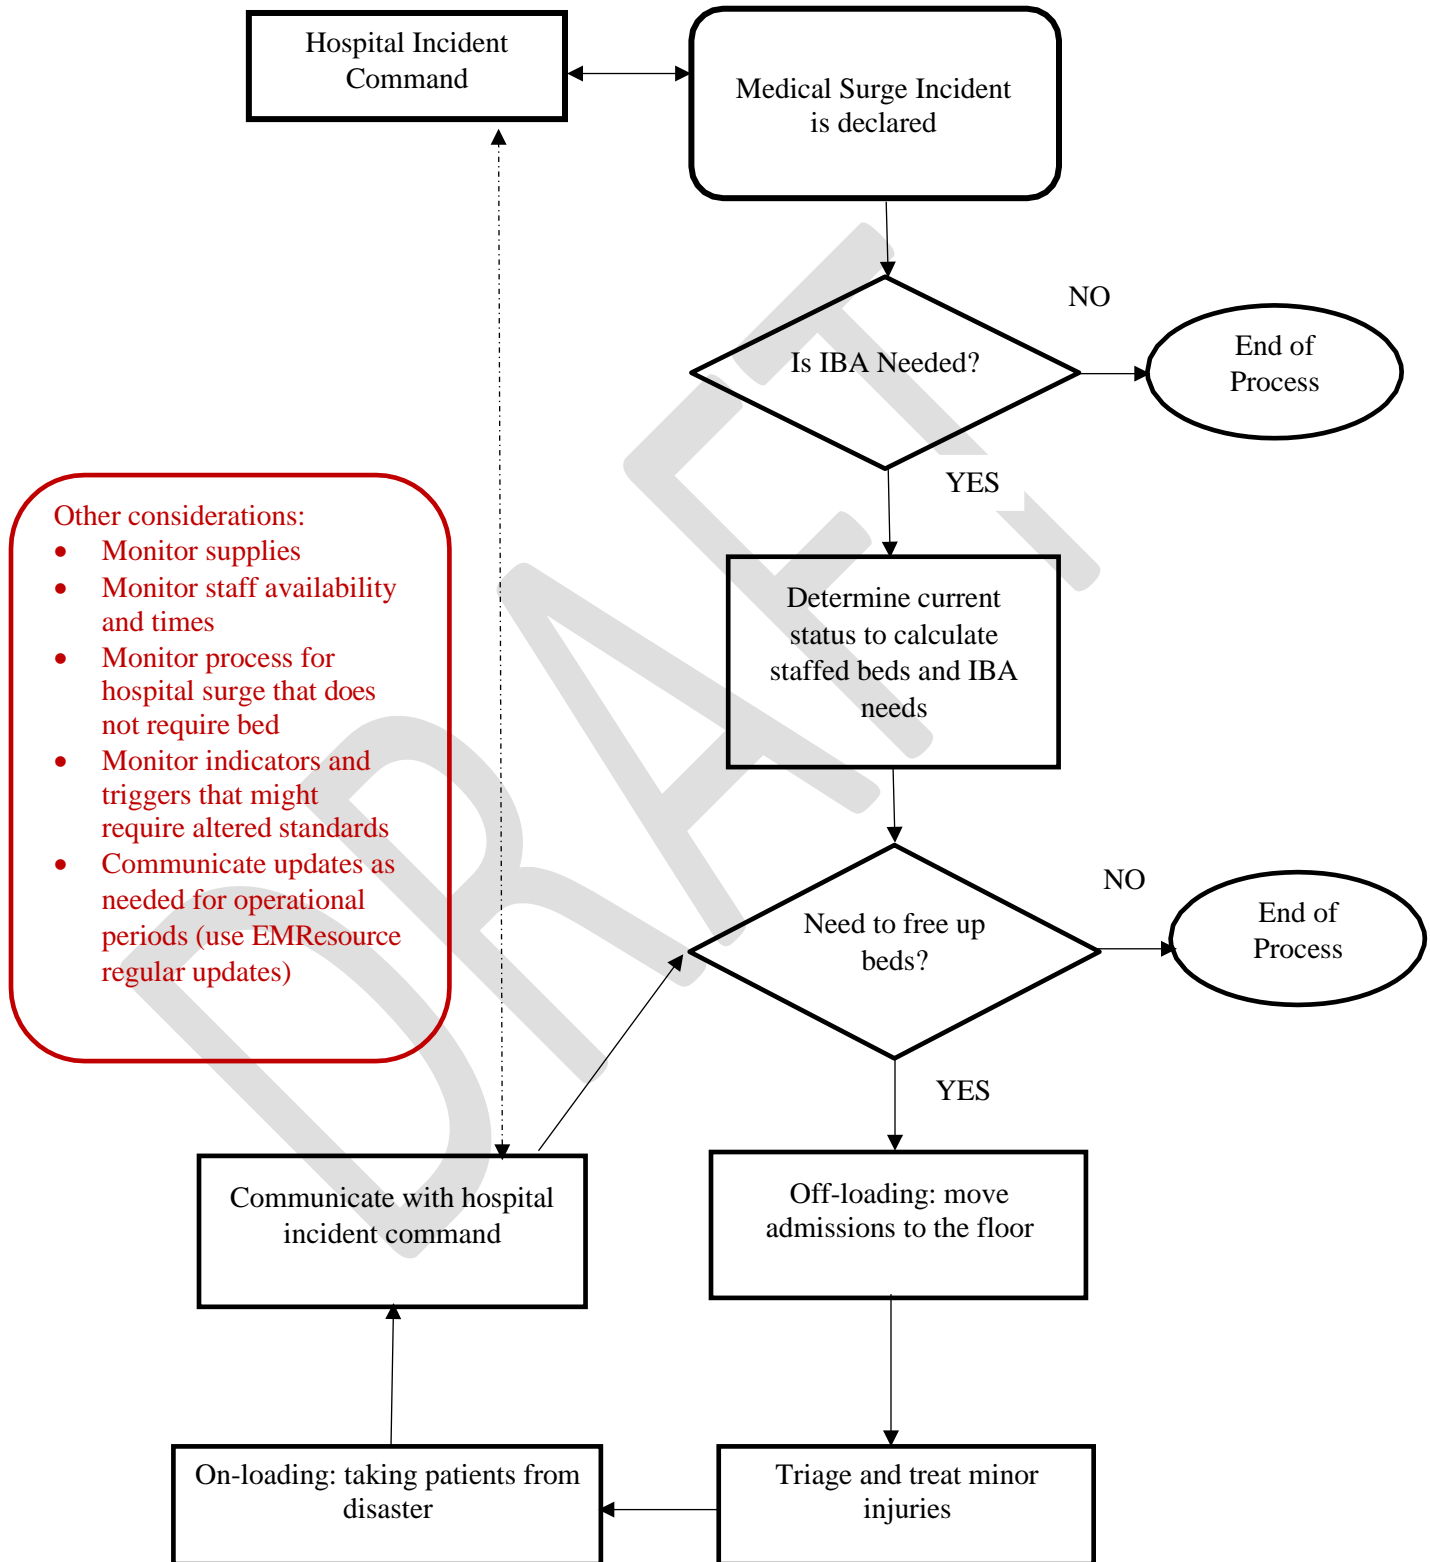 Hospital Incident
Command
Medical Surge Incident
is declared
Is IBA Needed?
NO
End of
Process
YES
Other considerations:
• Monitor supplies
• Monitor staff availability
and times
• Monitor process for
hospital surge that does
not require bed
• Monitor indicators and
triggers that might
require altered standards
• Communicate updates as
needed for operational
periods (use EMResource
regular updates)
Determine current
status to calculate
staffed beds and IBA
needs
Need to free up
beds?
NO
End of
Process
YES
Communicate with hospital
incident command
Off-loading: move
admissions to the floor
On-loading: taking patients from
disaster
Triage and treat minor
injuries
DRAFT